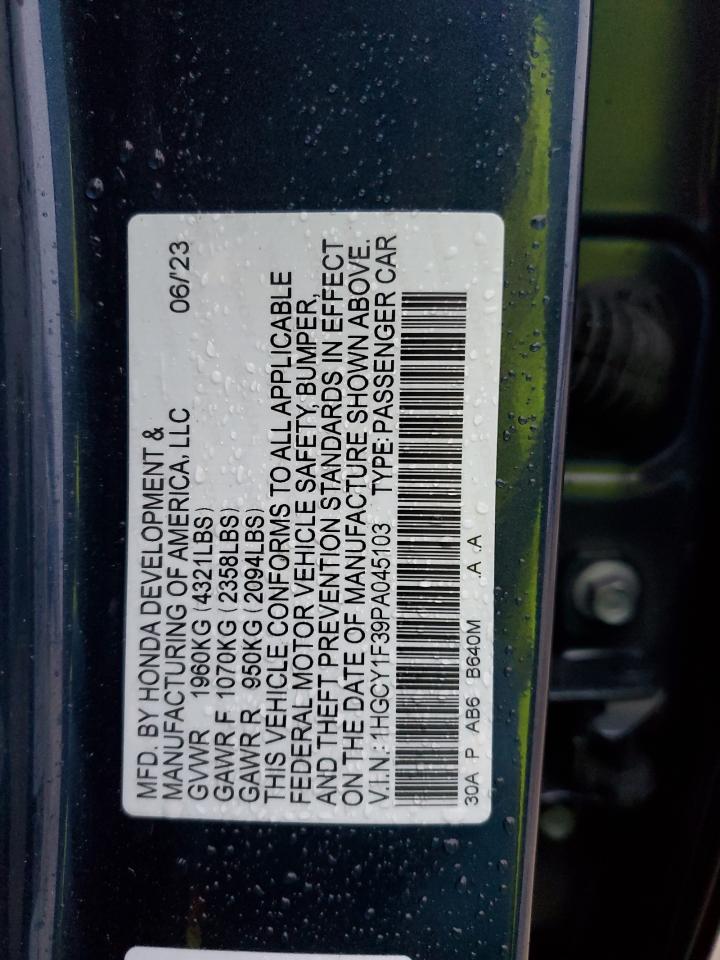 MFD. BY HONDA DEVELOPMENT &
MANUFACTURING OF AMERICA, LLC 06/'23
GVWR 1960KG (4321LBS)
GAWR F 1070KG (2358LBS)
GAWR R 950KG (2094LBS)
THIS VEHICLE CONFORMS TO ALL APPLICABLE
FEDERAL MOTOR VEHICLE SAFETY, BUMPER,
AND THEFT PREVENTION STANDARDS IN EFFECT
ON THE DATE OF MANUFACTURE SHOWN ABOVE.
V.I.N.: 1HGCY1F39PA045103 TYPE: PASSENGER CAR
30A P AB6 B640M A A